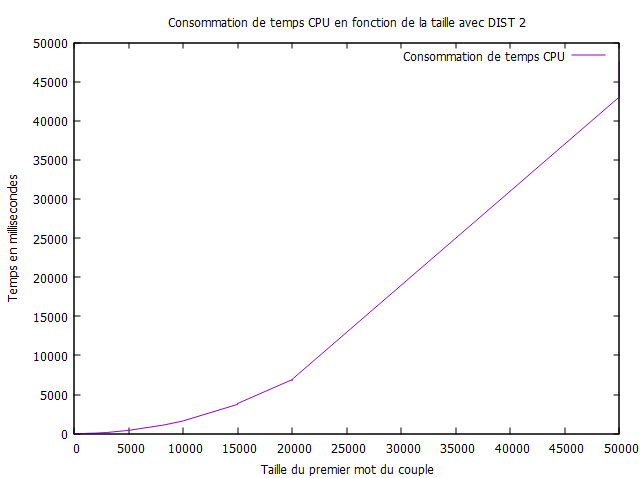 Consommation de temps CPU en fonction de la taille avec DIST 2
Consommation de temps CPU
50000
45000
40000
35000
30000
25000
20000
15000
10000
5000
0
Temps en millisecondes
0 5000 10000 15000 20000 25000 30000 35000 40000 45000 50000
Taille du premier mot du couple